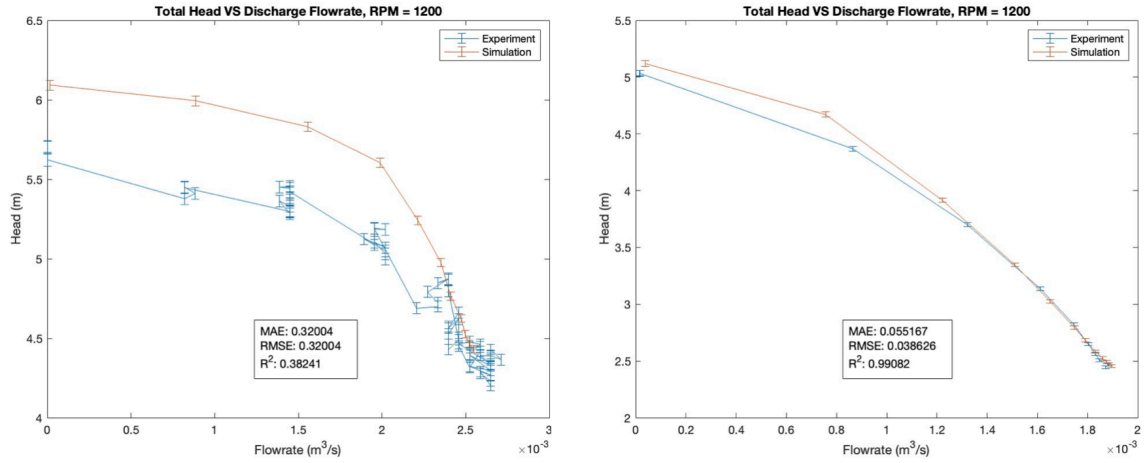 Total Head VS Discharge Flowrate, RPM = 1200
6.5
6
5.5
5
4.5
4
Head (m)
Experiment
Simulation
MAE: 0.32004
RMSE: 0.32004
R²: 0.38241
0 0.5 1 1.5 2 2.5 3
×10⁻³
Flowrate (m³/s)
Total Head VS Discharge Flowrate, RPM = 1200
5.5
5
4.5
4
3.5
3
2.5
2
Head (m)
Experiment
Simulation
MAE: 0.055167
RMSE: 0.038626
R²: 0.99082
0 0.2 0.4 0.6 0.8 1 1.2 1.4 1.6 1.8 2
×10⁻³
Flowrate (m³/s)